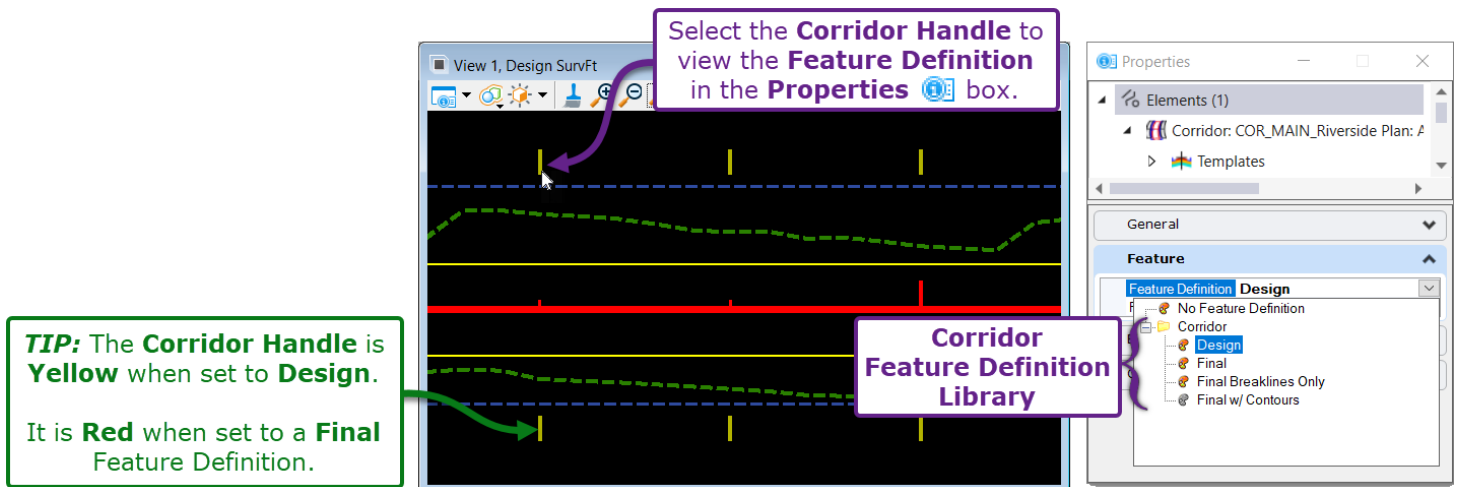 Select the Corridor Handle to
view the Feature Definition
in the Properties box.
View 1, Design SurvFt
Properties
Elements (1)
Corridor: COR_MAIN_Riverside Plan: A
Templates
General
Feature
Feature Definition Design
No Feature Definition
Corridor
Design
Final
Final Breaklines Only
Final w/ Contours
Corridor
Feature Definition
Library
TIP: The Corridor Handle is
Yellow when set to Design.
It is Red when set to a Final
Feature Definition.